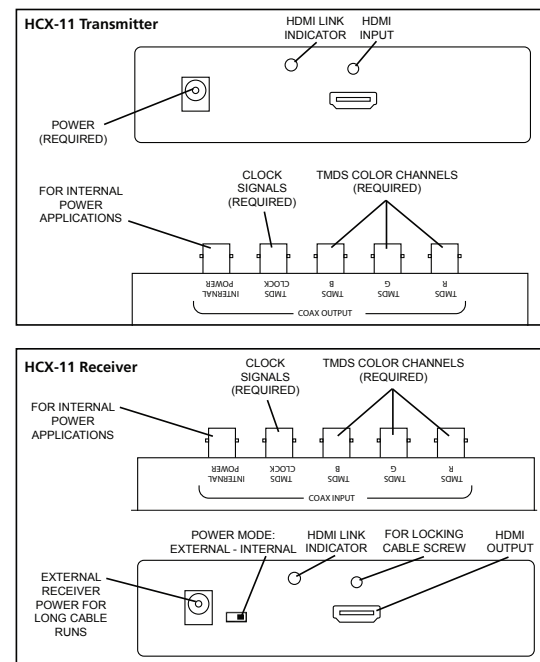 HCX-11 Transmitter
HDMI LINK
INDICATOR
HDMI
INPUT
POWER
(REQUIRED)
FOR INTERNAL
POWER
APPLICATIONS
CLOCK
SIGNALS
(REQUIRED)
TMDS COLOR CHANNELS
(REQUIRED)
INTERNAL
POWER
TMDS
CLOCK
TMDS
B
TMDS
G
TMDS
R
COAX OUTPUT
HCX-11 Receiver
CLOCK
SIGNALS
(REQUIRED)
TMDS COLOR CHANNELS
(REQUIRED)
FOR INTERNAL
POWER
APPLICATIONS
INTERNAL
POWER
TMDS
CLOCK
TMDS
B
TMDS
G
TMDS
R
COAX INPUT
POWER MODE:
EXTERNAL - INTERNAL
HDMI LINK
INDICATOR
FOR LOCKING
CABLE SCREW
HDMI
OUTPUT
EXTERNAL
RECEIVER
POWER FOR
LONG CABLE
RUNS